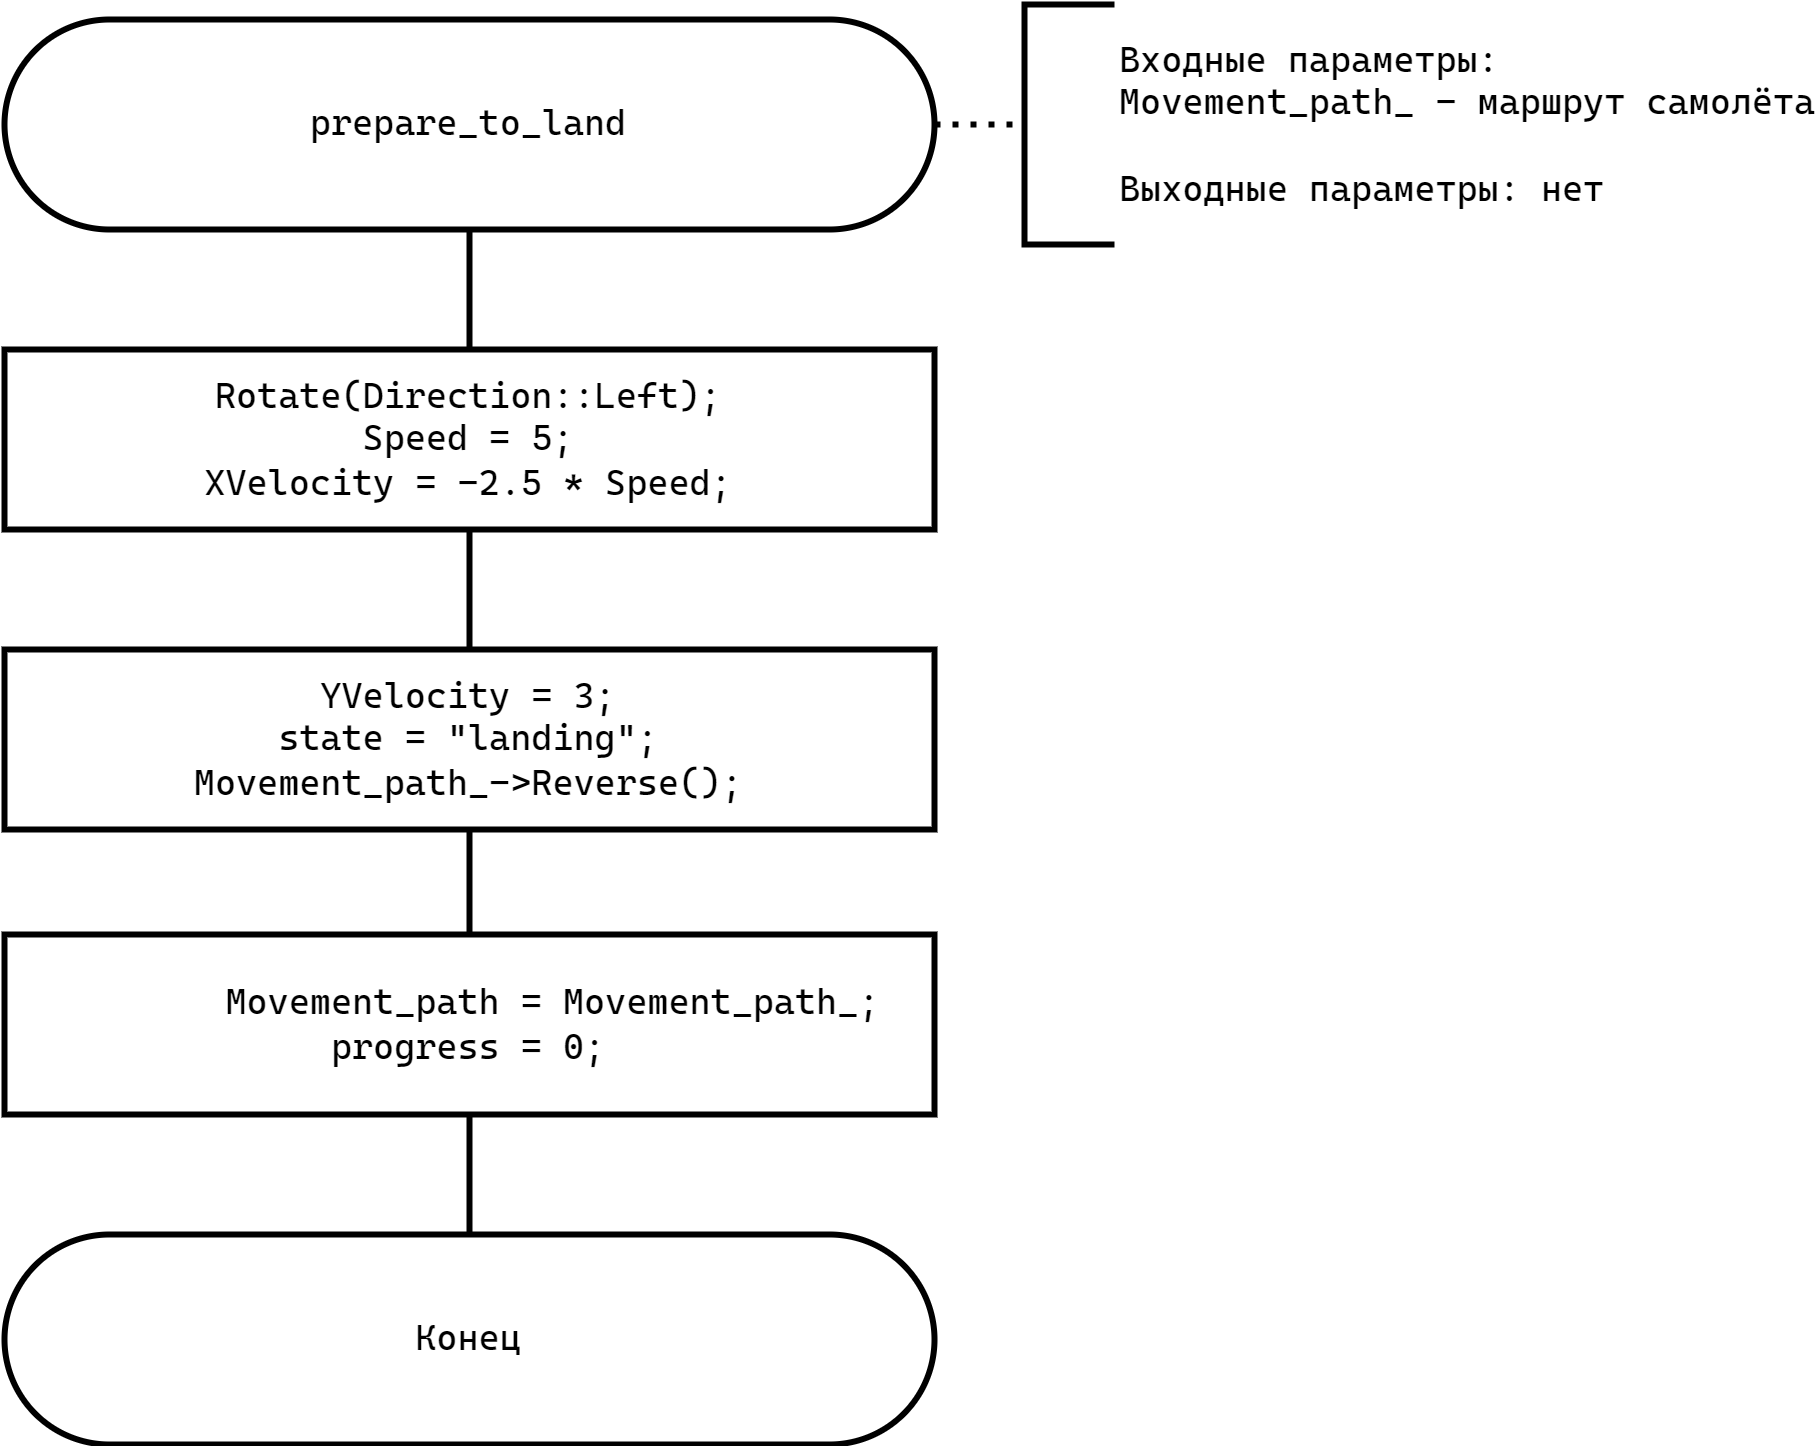 prepare_to_land
Входные параметры:
Movement_path_ - маршрут самолёта
Выходные параметры: нет
Rotate(Direction::Left);
Speed = 5;
XVelocity = -2.5 * Speed;
YVelocity = 3;
state = "landing";
Movement_path_->Reverse();
Movement_path = Movement_path_;
progress = 0;
Конец